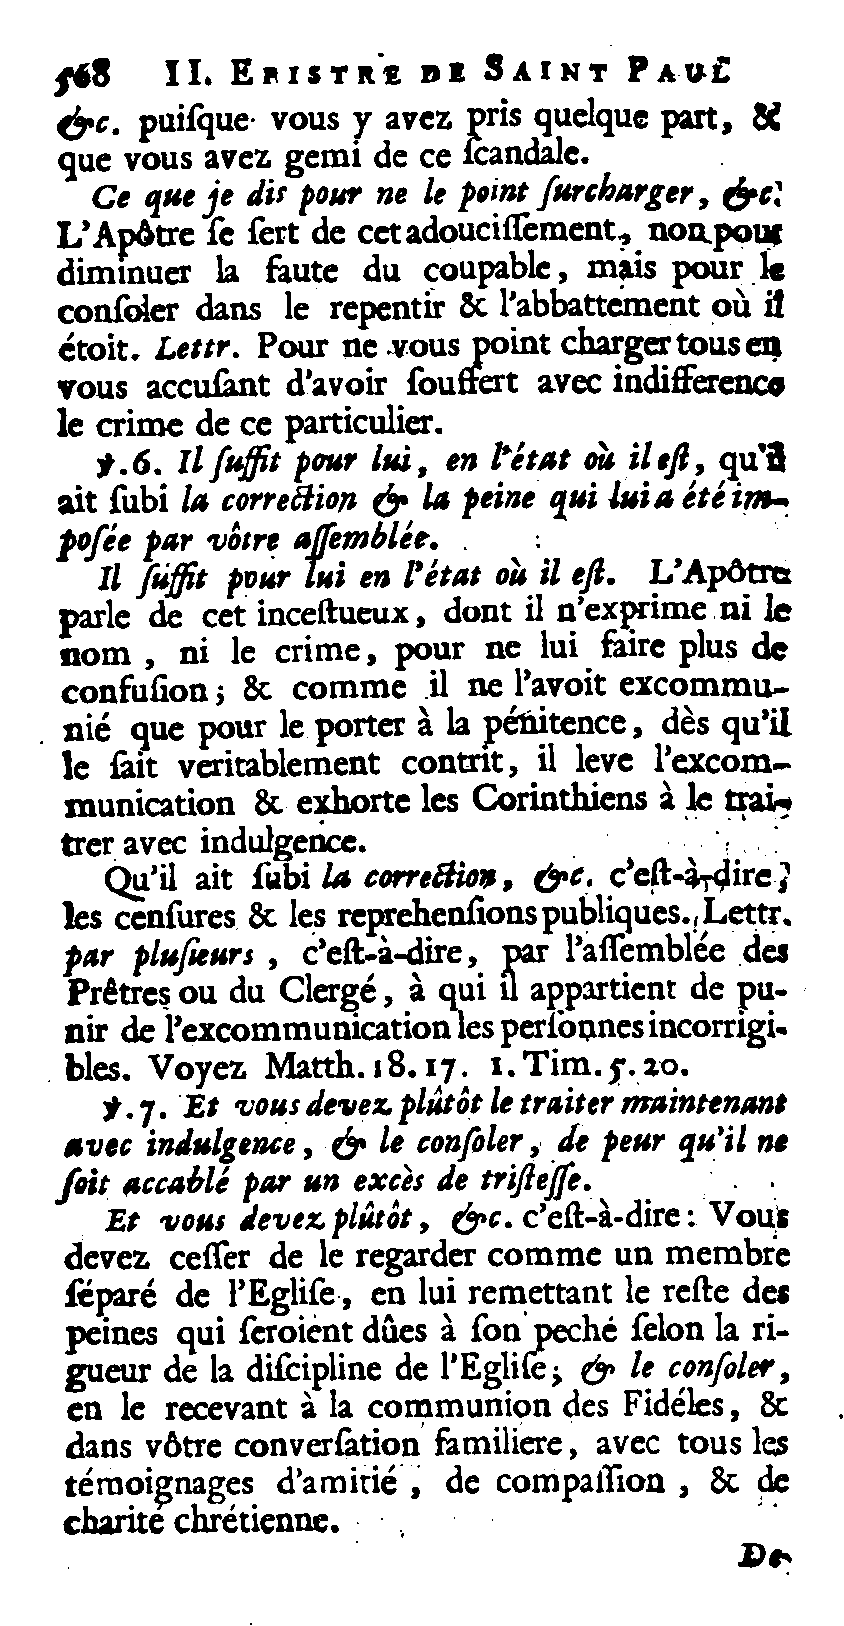 568 II. EPISTRE DE SAINT PAUL
&c. puiſque vous y avez pris quelque part, &
que vous avez gemi de ce ſcandale.
Ce que je dis pour ne le point ſurcharger, &c.
L'Apôtre ſe ſert de cet adouciſſement, non pour
diminuer la faute du coupable, mais pour le
conſoler dans le repentir & l'abbattement où il
étoit. Lettr. Pour ne vous point charger tous en
vous accuſant d'avoir ſouffert avec indifference
le crime de ce particulier.
℣.6. Il ſuffit pour lui, en l'état où il eſt, qu'il
ait ſubi la correction & la peine qui lui a été im-
poſée par vôtre aſſemblée.
Il ſuffit pour lui en l'état où il eſt. L'Apôtre
parle de cet inceſtueux, dont il n'exprime ni le
nom, ni le crime, pour ne lui faire plus de
confuſion; & comme il ne l'avoit excommu-
nié que pour le porter à la pénitence, dès qu'il
le ſait veritablement contrit, il leve l'excom-
munication & exhorte les Corinthiens à le trai-
trer avec indulgence.
Qu'il ait ſubi la correction, &c. c'eſt-à-dire,
les cenſures & les reprehenſions publiques. Lettr.
par pluſieurs, c'eſt-à-dire, par l'aſſemblée des
Prêtres ou du Clergé, à qui il appartient de pu-
nir de l'excommunication les perſonnes incorrigi-
bles. Voyez Matth. 18. 17. 1. Tim. 5. 20.
℣.7. Et vous devez plûtôt le traiter maintenant
avec indulgence, & le conſoler, de peur qu'il ne
ſoit accablé par un excès de triſteſſe.
Et vous devez plûtôt, &c. c'eſt-à-dire: Vous
devez ceſſer de le regarder comme un membre
ſéparé de l'Egliſe, en lui remettant le reſte des
peines qui ſeroient dûes à ſon peché ſelon la ri-
gueur de la diſcipline de l'Egliſe; & le conſoler,
en le recevant à la communion des Fidéles, &
dans vôtre converſation familiere, avec tous les
témoignages d'amitié, de compaſſion, & de
charité chrétienne.
De